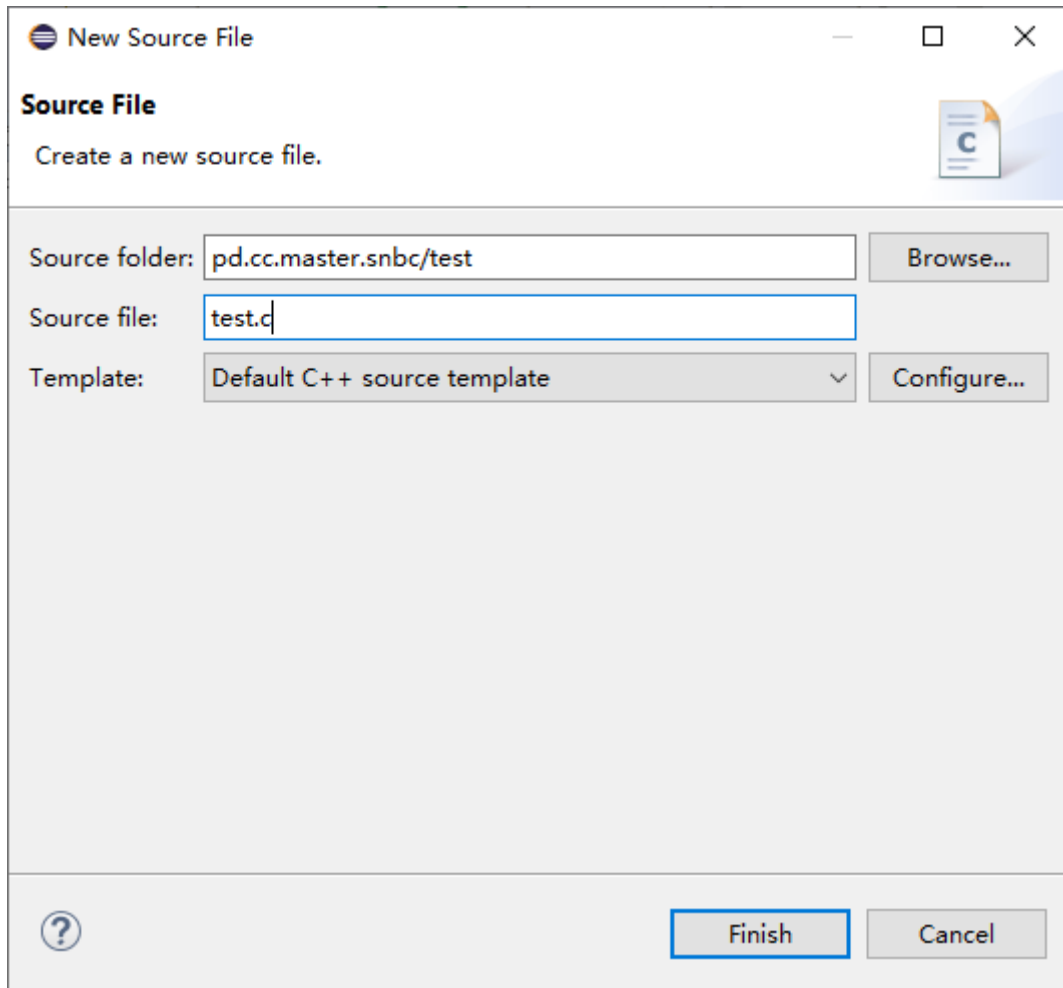 New Source File
Source File
Create a new source file.
C
Source folder: pd.cc.master.snbc/test Browse...
Source file: test.c
Template: Default C++ source template Configure...
?
Finish Cancel